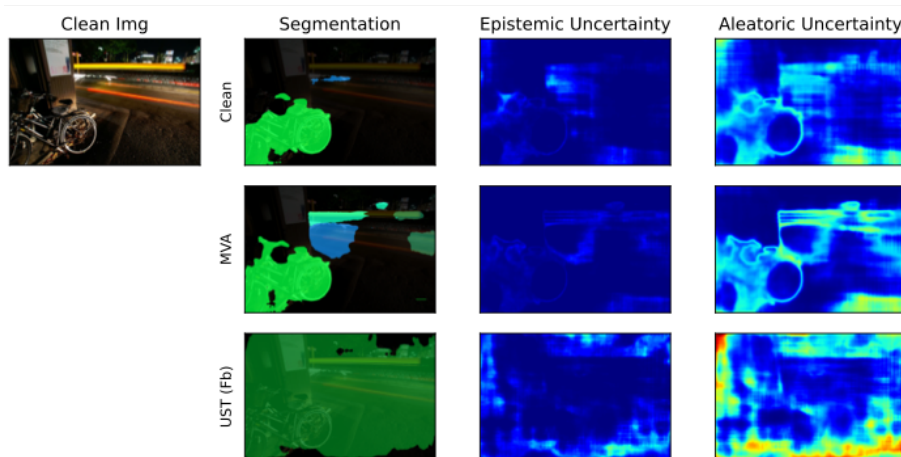 Clean Img
Segmentation
Epistemic Uncertainty
Aleatoric Uncertainty
Clean
MVA
UST (Fb)